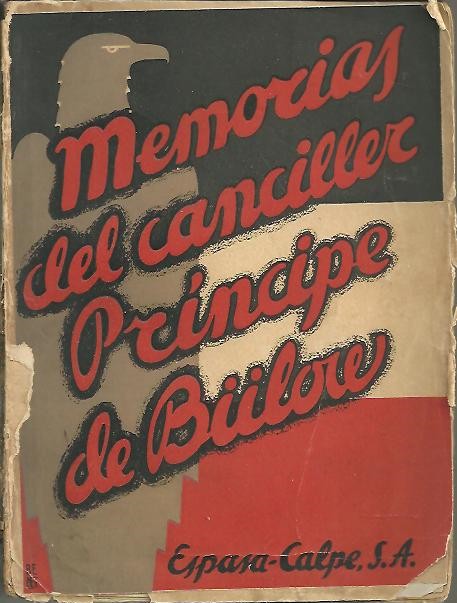 Memorias
del canciller
Príncipe
de Bülow
Espasa-Calpe, S.A.